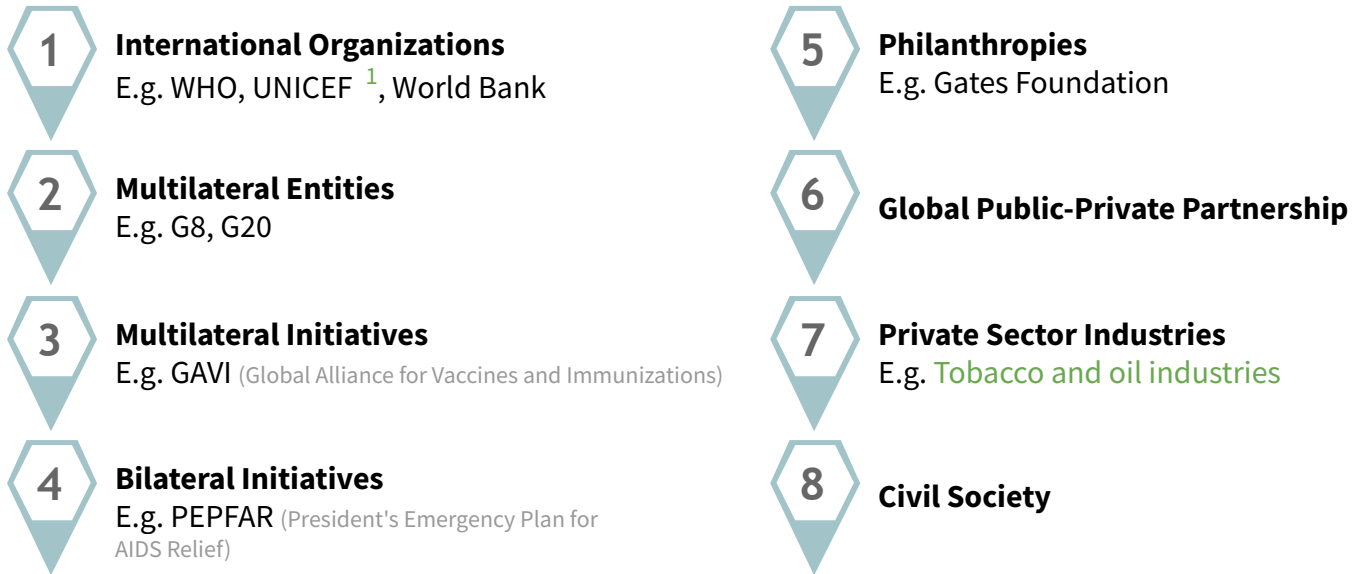 1
International Organizations
E.g. WHO, UNICEF 1, World Bank
2
Multilateral Entities
E.g. G8, G20
3
Multilateral Initiatives
E.g. GAVI (Global Alliance for Vaccines and Immunizations)
4
Bilateral Initiatives
E.g. PEPFAR (President's Emergency Plan for
AIDS Relief)
5
Philanthropies
E.g. Gates Foundation
6
Global Public-Private Partnership
7
Private Sector Industries
E.g. Tobacco and oil industries
8
Civil Society